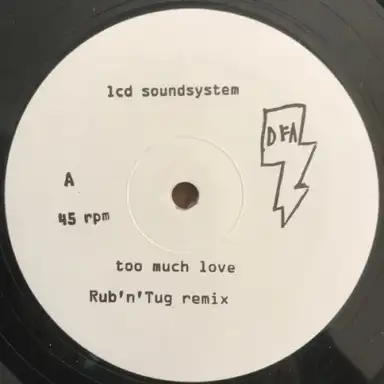 lcd soundsystem
DFA
A
45 rpm
too much love
Rub'n'Tug remix